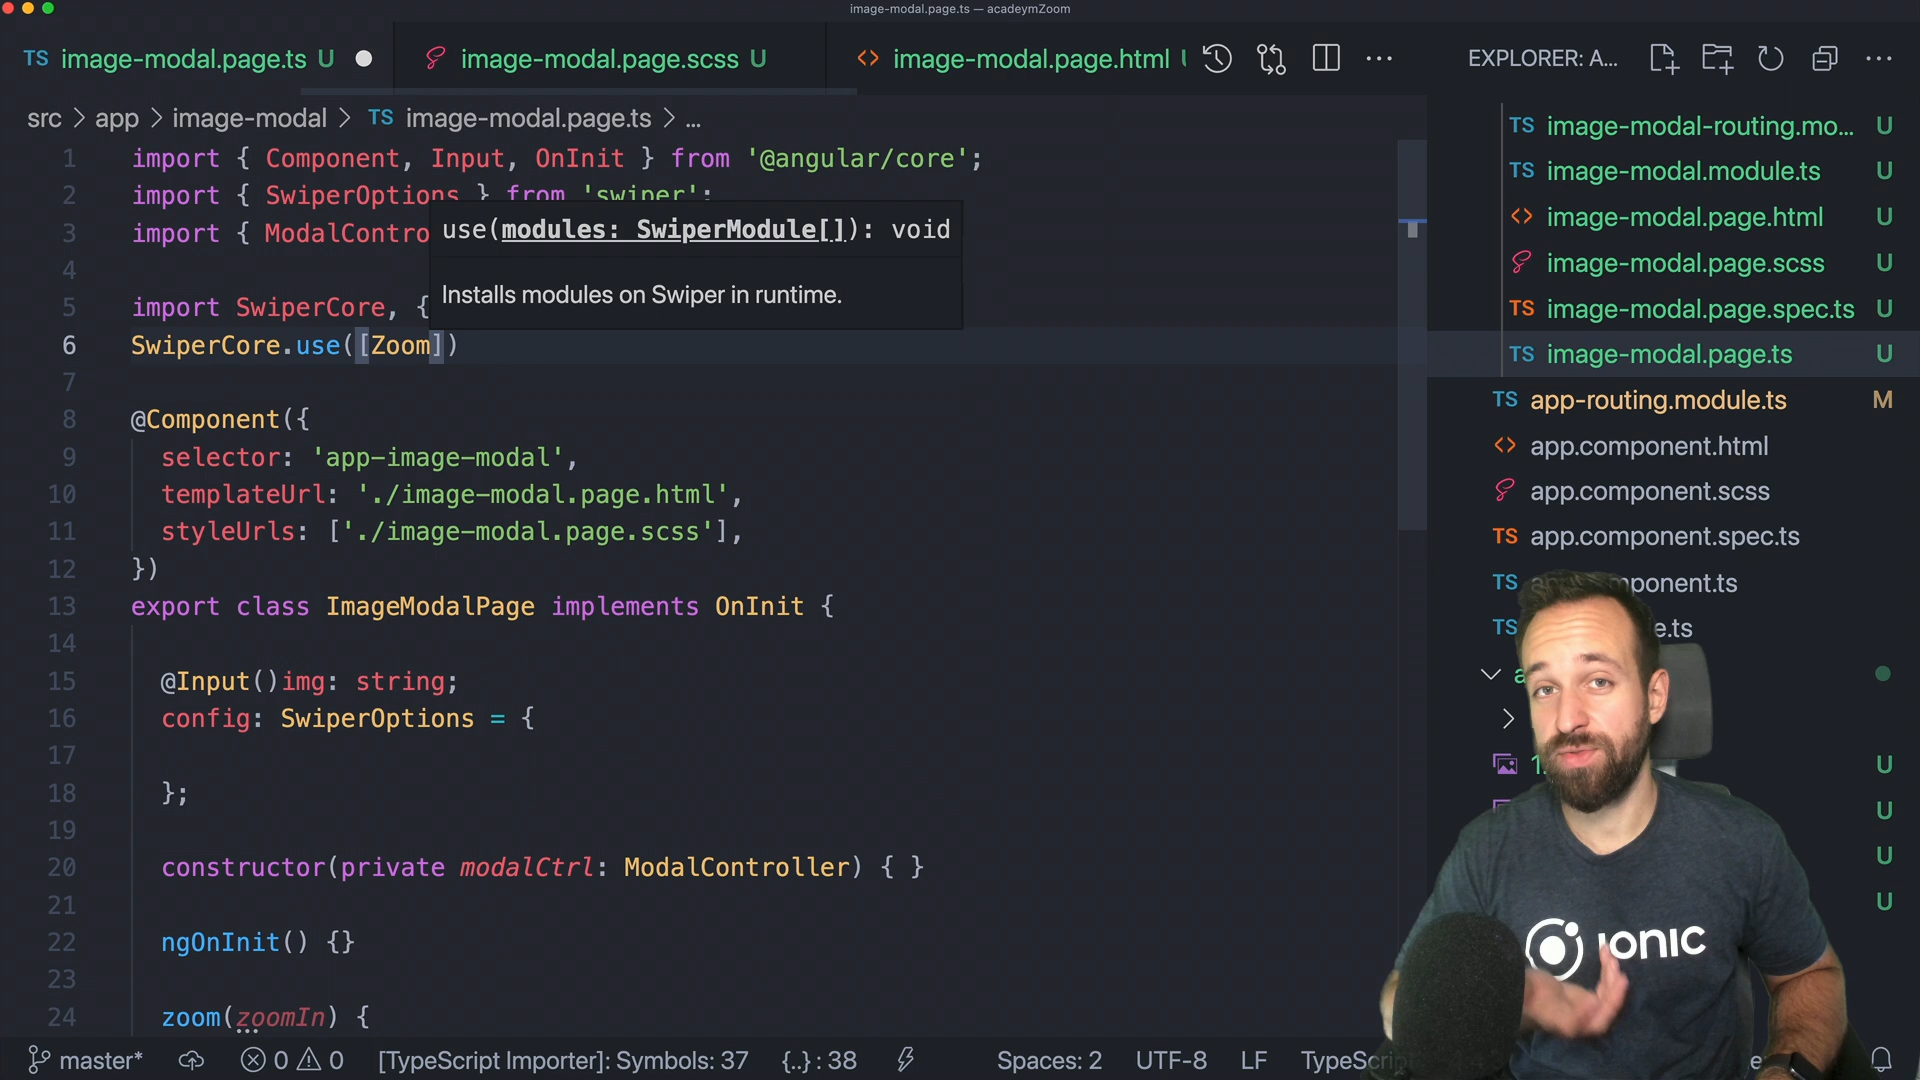 image-modal.page.ts — acadeymZoom
TS image-modal.page.ts U
image-modal.page.scss U
<> image-modal.page.html
EXPLORER: A...
src > app > image-modal > TS image-modal.page.ts > ...
1 import { Component, Input, OnInit } from '@angular/core';
2 import { SwiperOptions } from 'swiper';
3 import { ModalContro
4
5 import SwiperCore, {
6 SwiperCore.use([Zoom])
7
8 @Component({
9 selector: 'app-image-modal',
10 templateUrl: './image-modal.page.html',
11 styleUrls: ['./image-modal.page.scss'],
12 })
13 export class ImageModalPage implements OnInit {
14
15 @Input()img: string;
16 config: SwiperOptions = {
17
18 };
19
20 constructor(private modalCtrl: ModalController) { }
21
22 ngOnInit() {}
23
24 zoom(zoomIn) {
use(modules: SwiperModule[]): void
Installs modules on Swiper in runtime.
TS image-modal-routing.mo... U
TS image-modal.module.ts U
<> image-modal.page.html U
image-modal.page.scss U
TS image-modal.page.spec.ts U
TS image-modal.page.ts U
TS app-routing.module.ts M
<> app.component.html
app.component.scss
TS app.component.spec.ts
TS
TS
U
U
U
U
IONIC
master*
0 0
[TypeScript Importer]: Symbols: 37
{..} : 38
Spaces: 2
UTF-8
LF